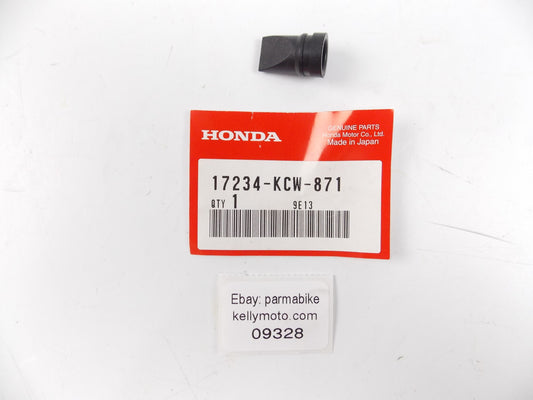 HONDA
GENUINE PARTS
Honda Motor Co., Ltd.
Made in Japan
17234-KCW-871
QTY 1 9E13
Ebay: parmabike
kellymoto.com
09328